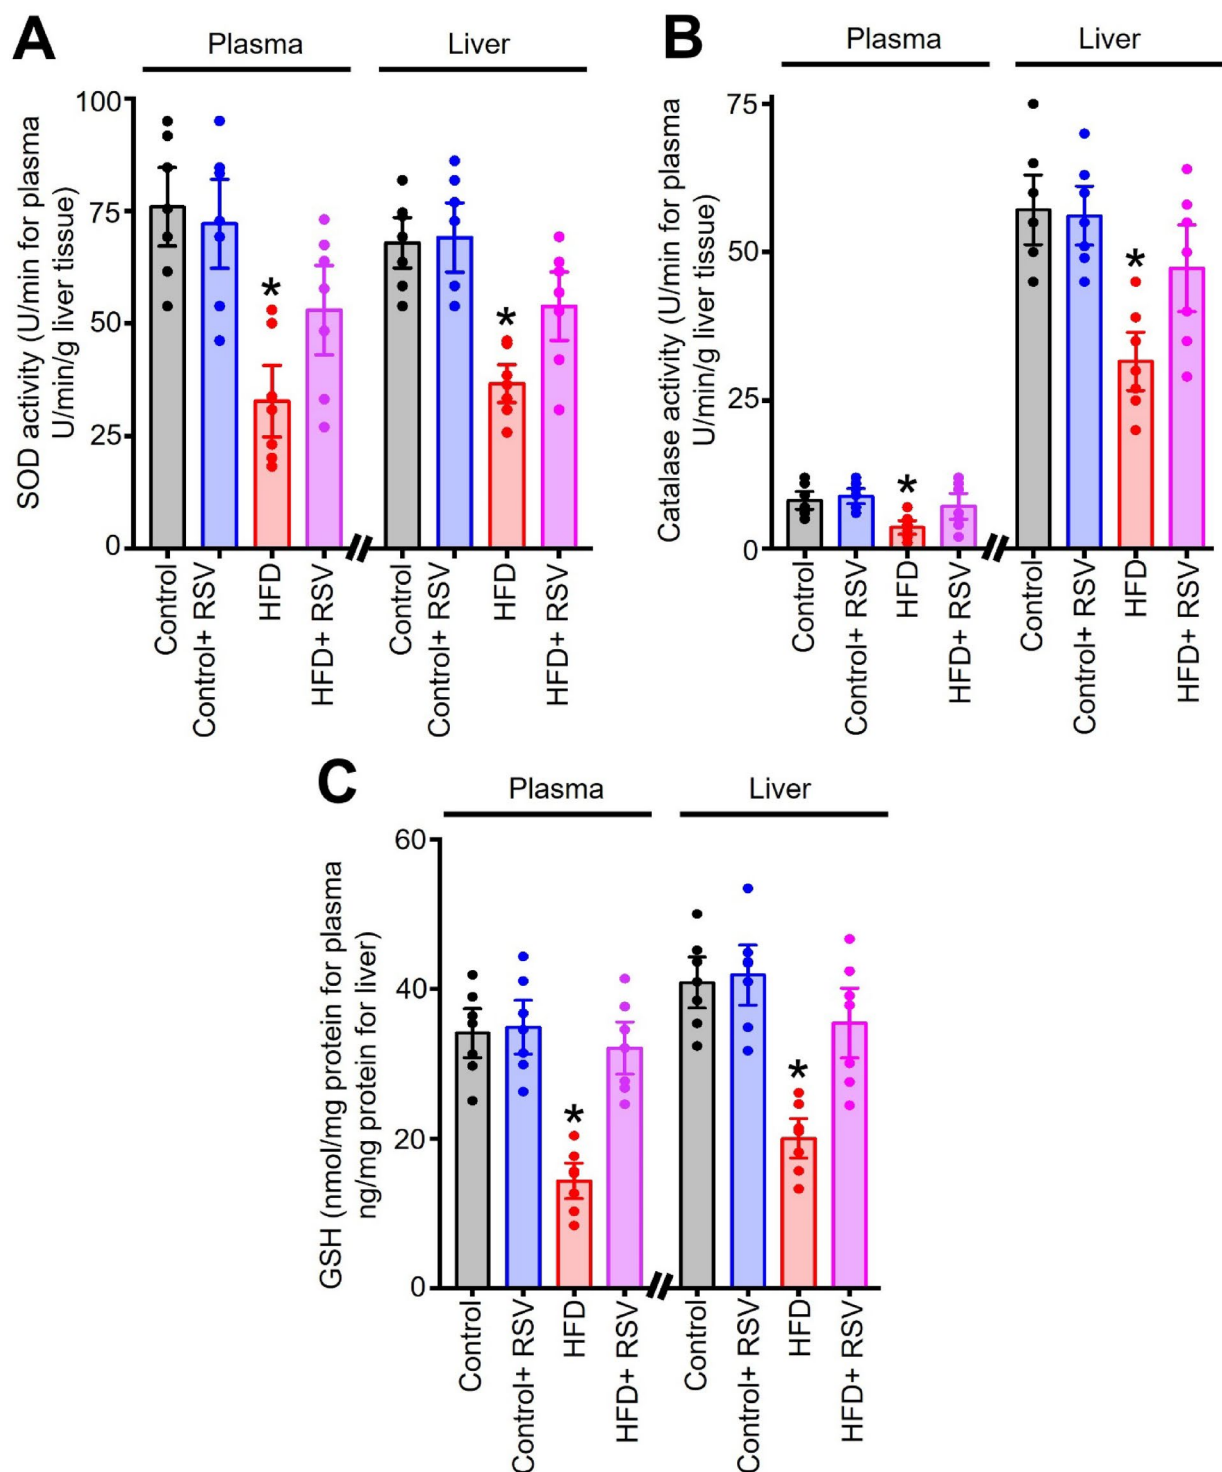 A
Plasma
Liver
SOD activity (U/min for plasma
U/min/g liver tissue)
100
75
50
25
0
*
*
Control
Control+ RSV
HFD
HFD+ RSV
Control
Control+ RSV
HFD
HFD+ RSV
B
Plasma
Liver
Catalase activity (U/min for plasma
U/min/g liver tissue)
75
50
25
0
*
*
Control
Control+ RSV
HFD
HFD+ RSV
Control
Control+ RSV
HFD
HFD+ RSV
C
Plasma
Liver
GSH (nmol/mg protein for plasma
ng/mg protein for liver)
60
40
20
0
*
*
Control
Control+ RSV
HFD
HFD+ RSV
Control
Control+ RSV
HFD
HFD+ RSV